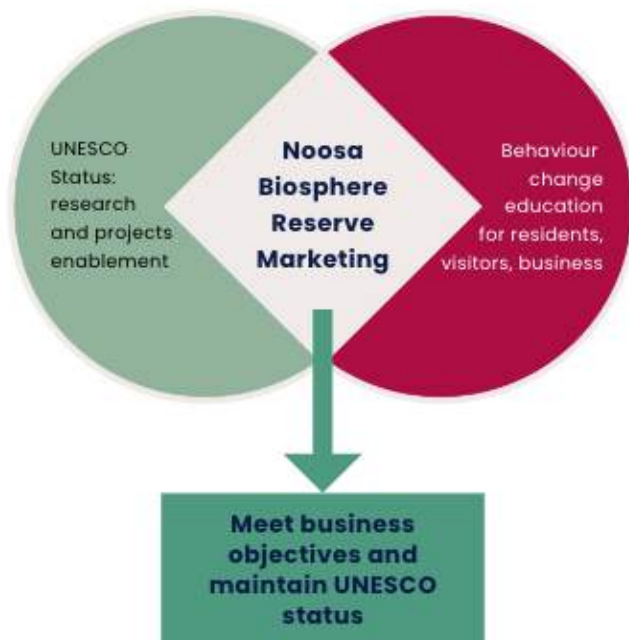 UNESCO
Status:
research
and projects
enablement
Noosa
Biosphere
Reserve
Marketing
Behaviour
change
education
for residents,
visitors, business
Meet business
objectives and
maintain UNESCO
status